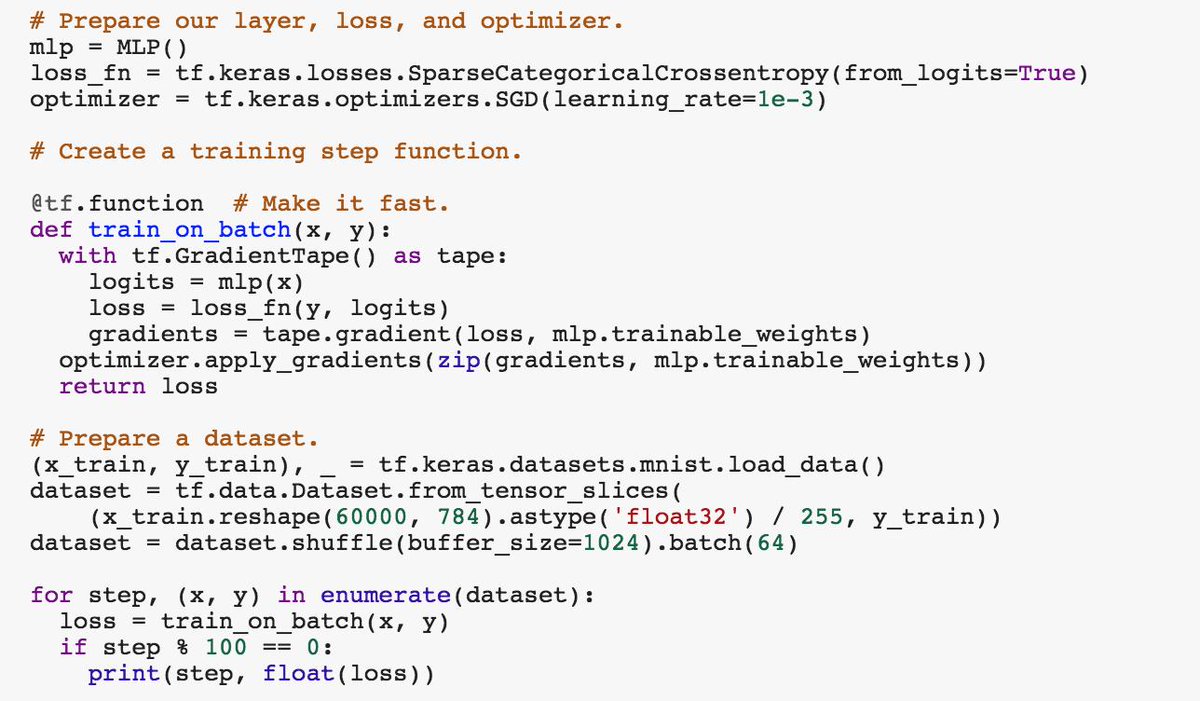 # Prepare our layer, loss, and optimizer.
mlp = MLP()
loss_fn = tf.keras.losses.SparseCategoricalCrossentropy(from_logits=True)
optimizer = tf.keras.optimizers.SGD(learning_rate=1e-3)

# Create a training step function.

@tf.function  # Make it fast.
def train_on_batch(x, y):
  with tf.GradientTape() as tape:
    logits = mlp(x)
    loss = loss_fn(y, logits)
    gradients = tape.gradient(loss, mlp.trainable_weights)
  optimizer.apply_gradients(zip(gradients, mlp.trainable_weights))
  return loss

# Prepare a dataset.
(x_train, y_train), _ = tf.keras.datasets.mnist.load_data()
dataset = tf.data.Dataset.from_tensor_slices(
    (x_train.reshape(60000, 784).astype('float32') / 255, y_train))
dataset = dataset.shuffle(buffer_size=1024).batch(64)

for step, (x, y) in enumerate(dataset):
  loss = train_on_batch(x, y)
  if step % 100 == 0:
    print(step, float(loss))